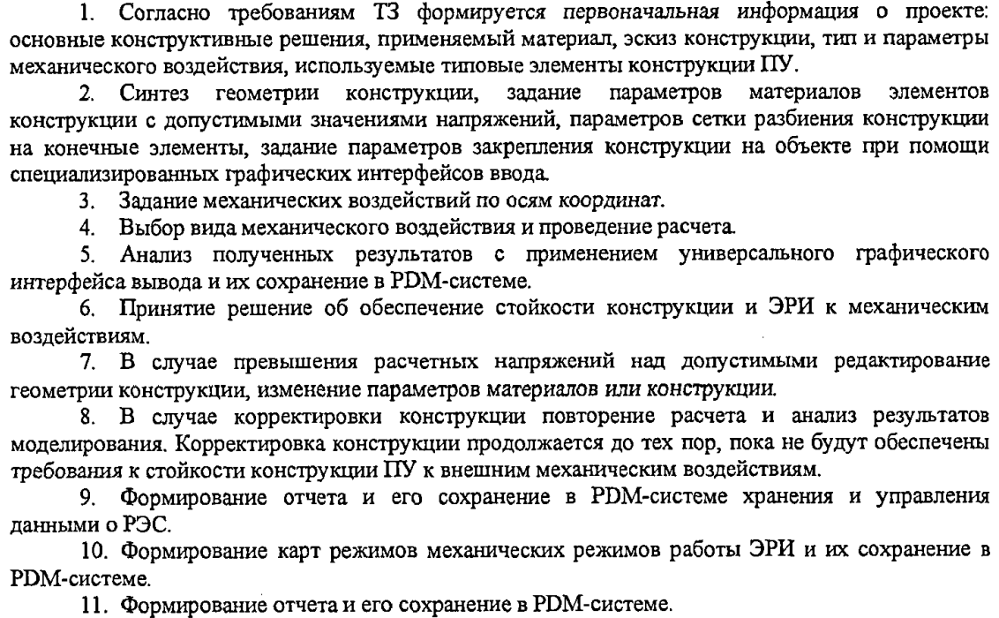 1. Согласно требованиям ТЗ формируется первоначальная информация о проекте:
основные конструктивные решения, применяемый материал, эскиз конструкции, тип и параметры
механического воздействия, используемые типовые элементы конструкции ПУ.
2. Синтез геометрии конструкции, задание параметров материалов элементов
конструкции с допустимыми значениями напряжений, параметров сетки разбиения конструкции
на конечные элементы, задание параметров закрепления конструкции на объекте при помощи
специализированных графических интерфейсов ввода.
3. Задание механических воздействий по осям координат.
4. Выбор вида механического воздействия и проведение расчета.
5. Анализ полученных результатов с применением универсального графического
интерфейса вывода и их сохранение в PDM-системе.
6. Принятие решение об обеспечение стойкости конструкции и ЭРИ к механическим
воздействиям.
7. В случае превышения расчетных напряжений над допустимыми редактирование
геометрии конструкции, изменение параметров материалов или конструкции.
8. В случае корректировки конструкции повторение расчета и анализ результатов
моделирования. Корректировка конструкции продолжается до тех пор, пока не будут обеспечены
требования к стойкости конструкции ПУ к внешним механическим воздействиям.
9. Формирование отчета и его сохранение в PDM-системе хранения и управления
данными о РЭС.
10. Формирование карт режимов механических режимов работы ЭРИ и их сохранение в
PDM-системе.
11. Формирование отчета и его сохранение в PDM-системе.